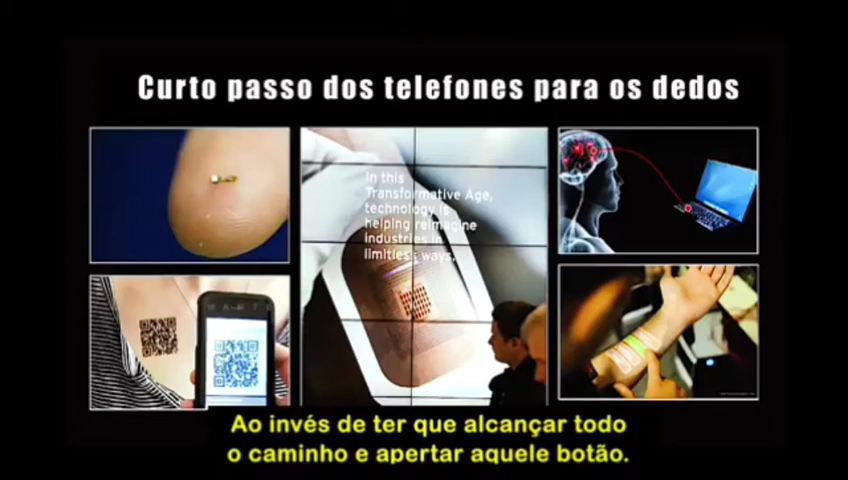 Curto passo dos telefones para os dedos
In this
Transformative Age,
technology is
helping reimagine
industries in
limitless ways.
Ao invés de ter que alcançar todo
o caminho e apertar aquele botão.